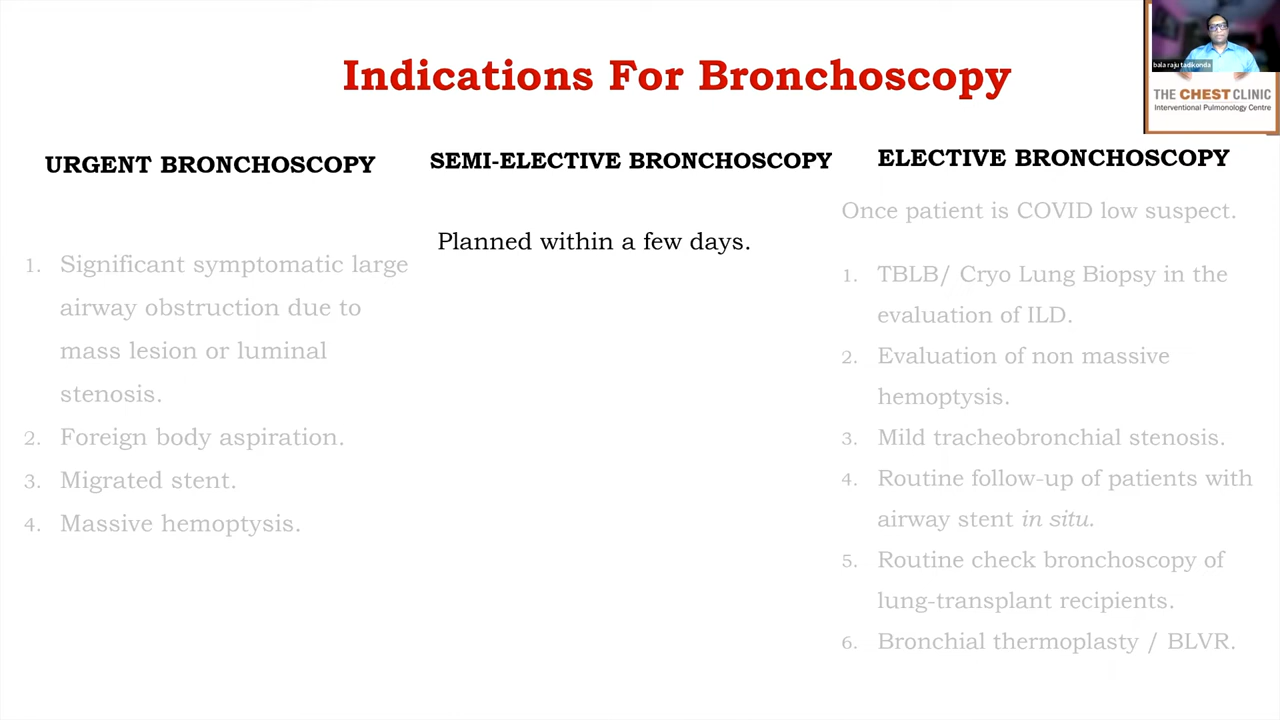 Indications For Bronchoscopy
bala raju tadikonda
THE CHEST CLINIC
Interventional Pulmonology Centre
URGENT BRONCHOSCOPY
1. Significant symptomatic large
airway obstruction due to
mass lesion or luminal
stenosis.
2. Foreign body aspiration.
3. Migrated stent.
4. Massive hemoptysis.
SEMI-ELECTIVE BRONCHOSCOPY
Planned within a few days.
ELECTIVE BRONCHOSCOPY
Once patient is COVID low suspect.
1. TBLB/ Cryo Lung Biopsy in the
evaluation of ILD.
2. Evaluation of non massive
hemoptysis.
3. Mild tracheobronchial stenosis.
4. Routine follow-up of patients with
airway stent in situ.
5. Routine check bronchoscopy of
lung-transplant recipients.
6. Bronchial thermoplasty / BLVR.